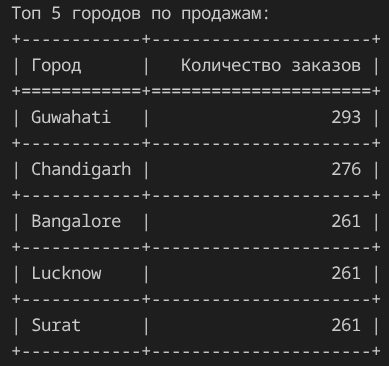 Топ 5 городов по продажам:
+------------+----------------------+
| Город      |   Количество заказов |
+============+======================+
| Guwahati   |                  293 |
+------------+----------------------+
| Chandigarh |                  276 |
+------------+----------------------+
| Bangalore  |                  261 |
+------------+----------------------+
| Lucknow    |                  261 |
+------------+----------------------+
| Surat      |                  261 |
+------------+----------------------+